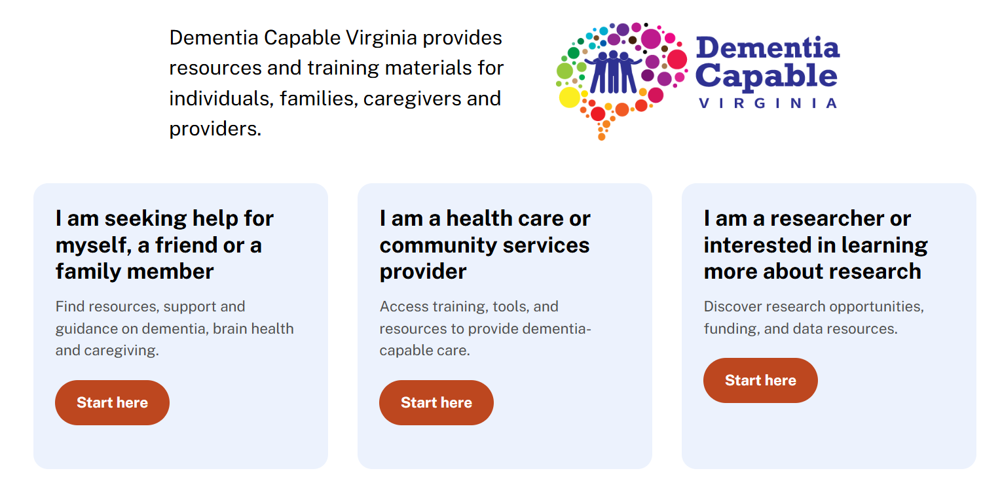 Dementia Capable Virginia provides
resources and training materials for
individuals, families, caregivers and
providers.
Dementia
Capable
VIRGINIA
I am seeking help for
myself, a friend or a
family member
Find resources, support and
guidance on dementia, brain health
and caregiving.
Start here
I am a health care or
community services
provider
Access training, tools, and
resources to provide dementia-
capable care.
Start here
I am a researcher or
interested in learning
more about research
Discover research opportunities,
funding, and data resources.
Start here